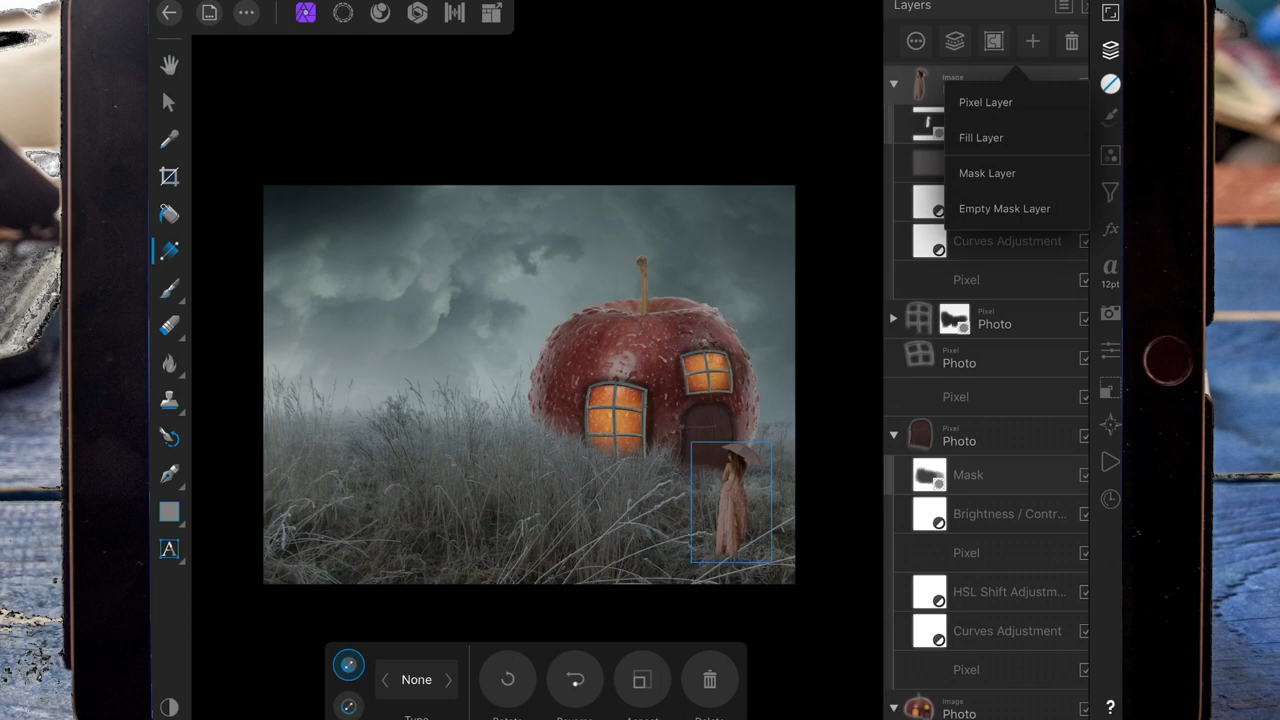 Layers
Image
Pixel Layer
Fill Layer
Mask Layer
Empty Mask Layer
Curves Adjustment
Pixel
Pixel
Photo
Pixel
Photo
Pixel
Pixel
Photo
Mask
Brightness / Contr...
Pixel
HSL Shift Adjustm...
Curves Adjustment
Pixel
Image
Photo
a
12pt
fx
A
None
?